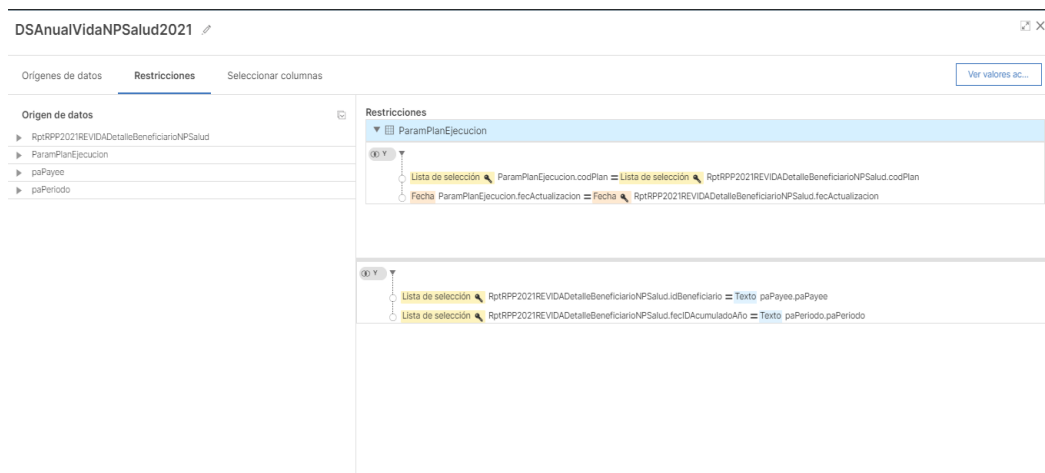 DSAnualVidaNPSalud2021
Orígenes de datos Restricciones Seleccionar columnas Ver valores ac...
Origen de datos
RptRPP2021REVIDADetalleBeneficiarioNPSalud
ParamPlanEjecucion
paPayee
paPeriodo
Restricciones
ParamPlanEjecucion
Y
Lista de selección ParamPlanEjecucion.codPlan = Lista de selección RptRPP2021REVIDADetalleBeneficiarioNPSalud.codPlan
Fecha ParamPlanEjecucion.fecActualizacion = Fecha RptRPP2021REVIDADetalleBeneficiarioNPSalud.fecActualizacion
Y
Lista de selección RptRPP2021REVIDADetalleBeneficiarioNPSalud.idBeneficiario = Texto paPayee.paPayee
Lista de selección RptRPP2021REVIDADetalleBeneficiarioNPSalud.fecIDAcumuladoAño = Texto paPeriodo.paPeriodo